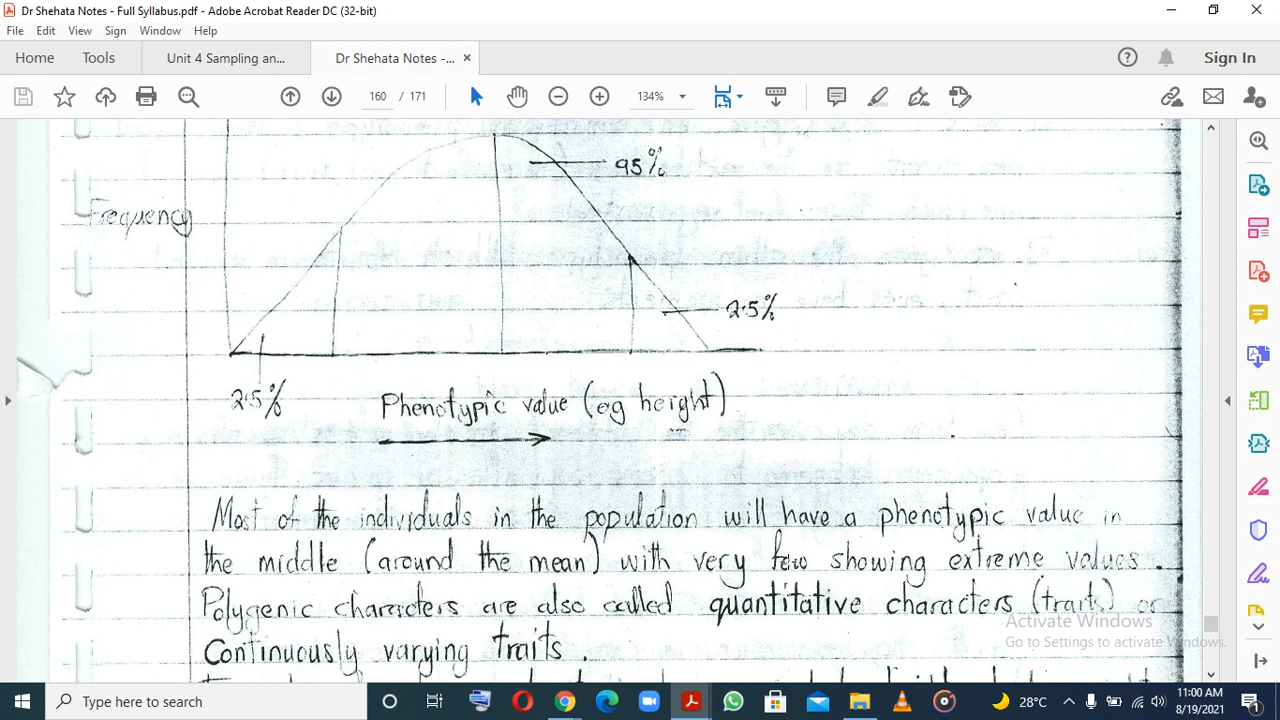 Dr Shehata Notes - Full Syllabus.pdf - Adobe Acrobat Reader DC (32-bit)
File Edit View Sign Window Help
Home Tools Unit 4 Sampling an... Dr Shehata Notes -... Sign In
160 / 171 134%
95%
Frequency
2.5%
2.5%
Phenotypic value (eg height)
Most of the individuals in the population will have a phenotypic value in
the middle (around the mean) with very few showing extreme values.
Polygenic characters are also called quantitative characters (traits) or
Continuously varying traits.
Activate Windows
Go to Settings to activate Windows.
Type here to search
28°C
1:00 AM
8/19/2021
1